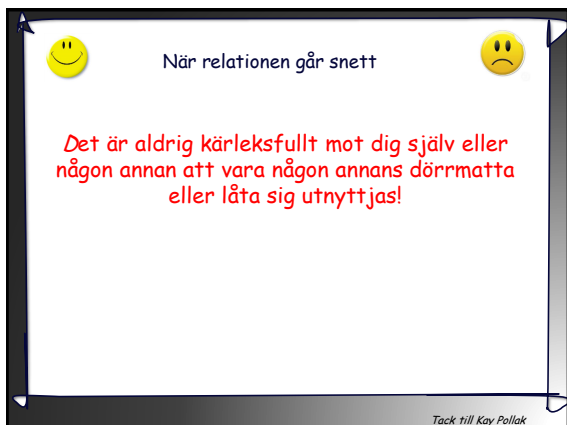 När relationen går snett
Det är aldrig kärleksfullt mot dig själv eller
någon annan att vara någon annans dörrmatta
eller låta sig utnyttjas!
Tack till Kay Pollak